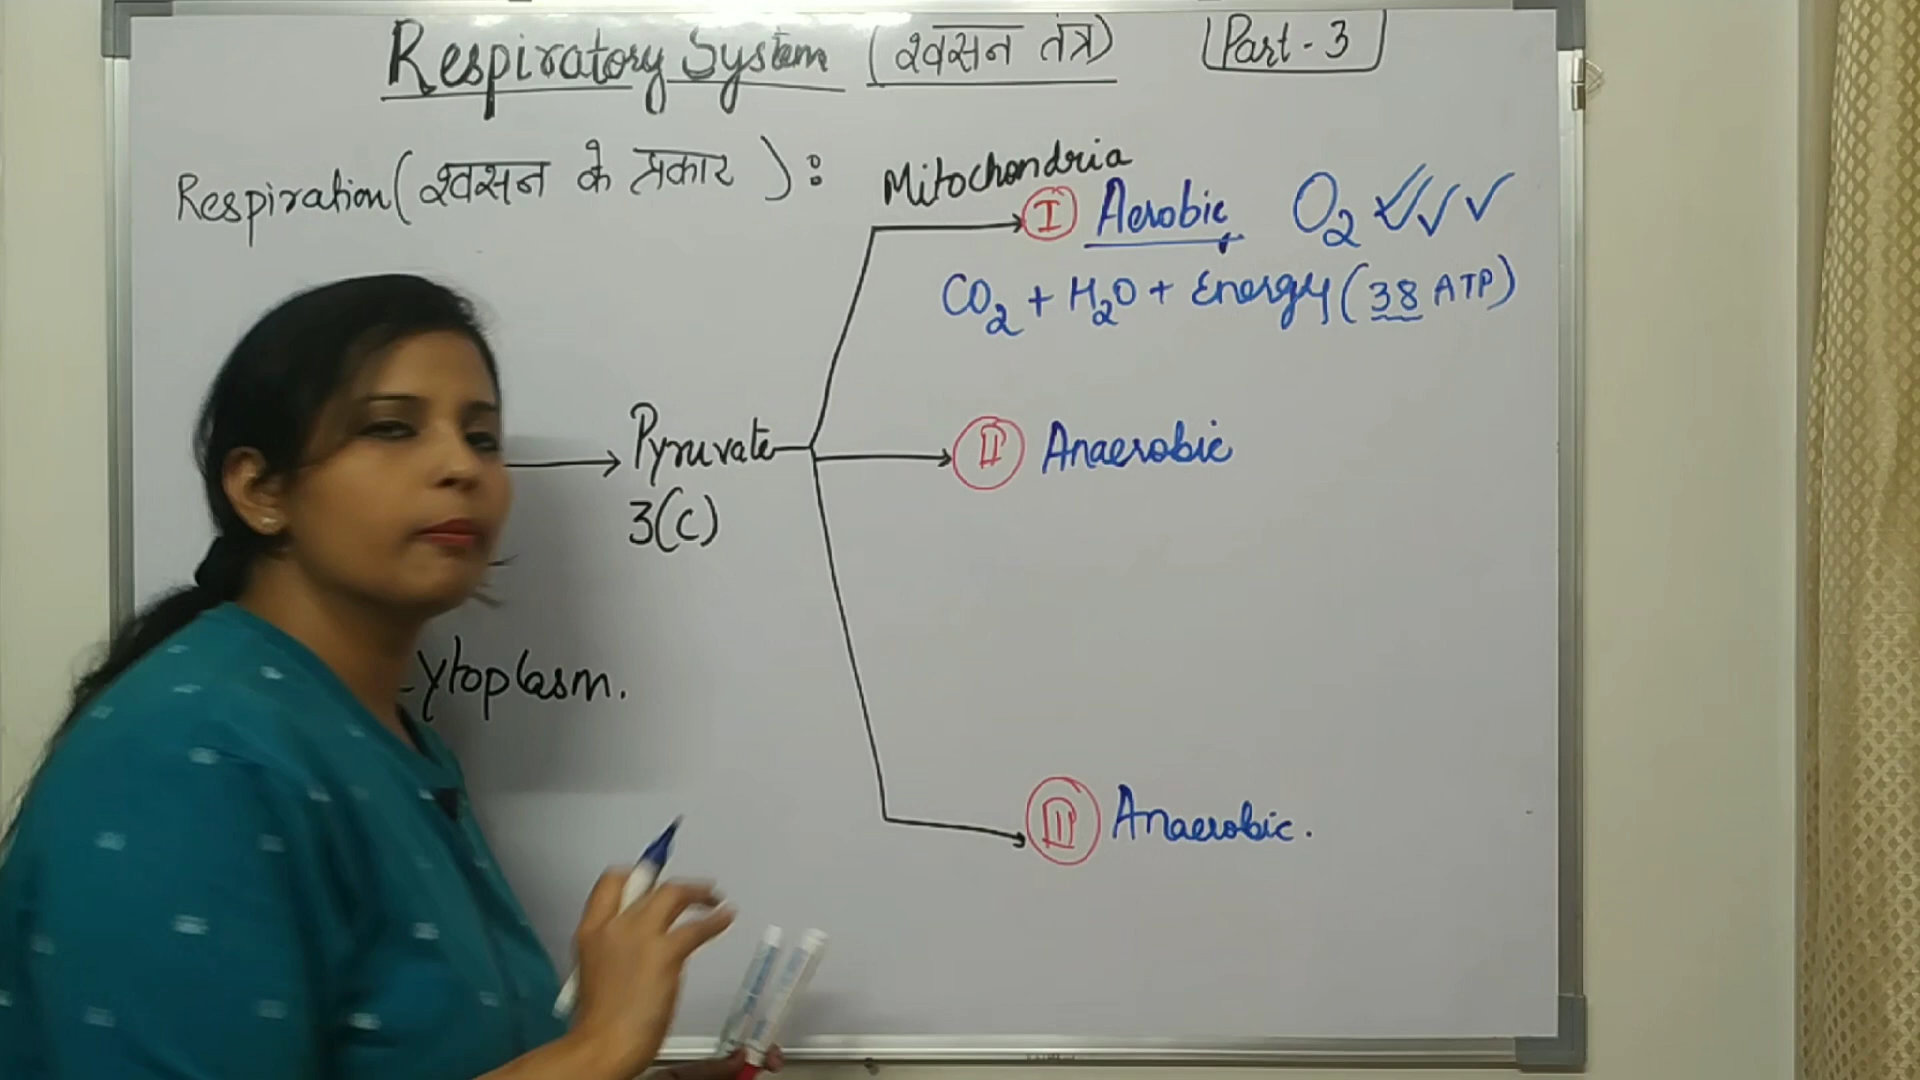 Respiratory System (श्वसन तंत्र) Part-3
Respiration (श्वसन के प्रकार):
Mitochondria
I Aerobic O2 ✓✓✓
CO2 + H2O + Energy (38 ATP)
Pyruvate
3(C)
II Anaerobic
ytoplasm.
III Anaerobic.